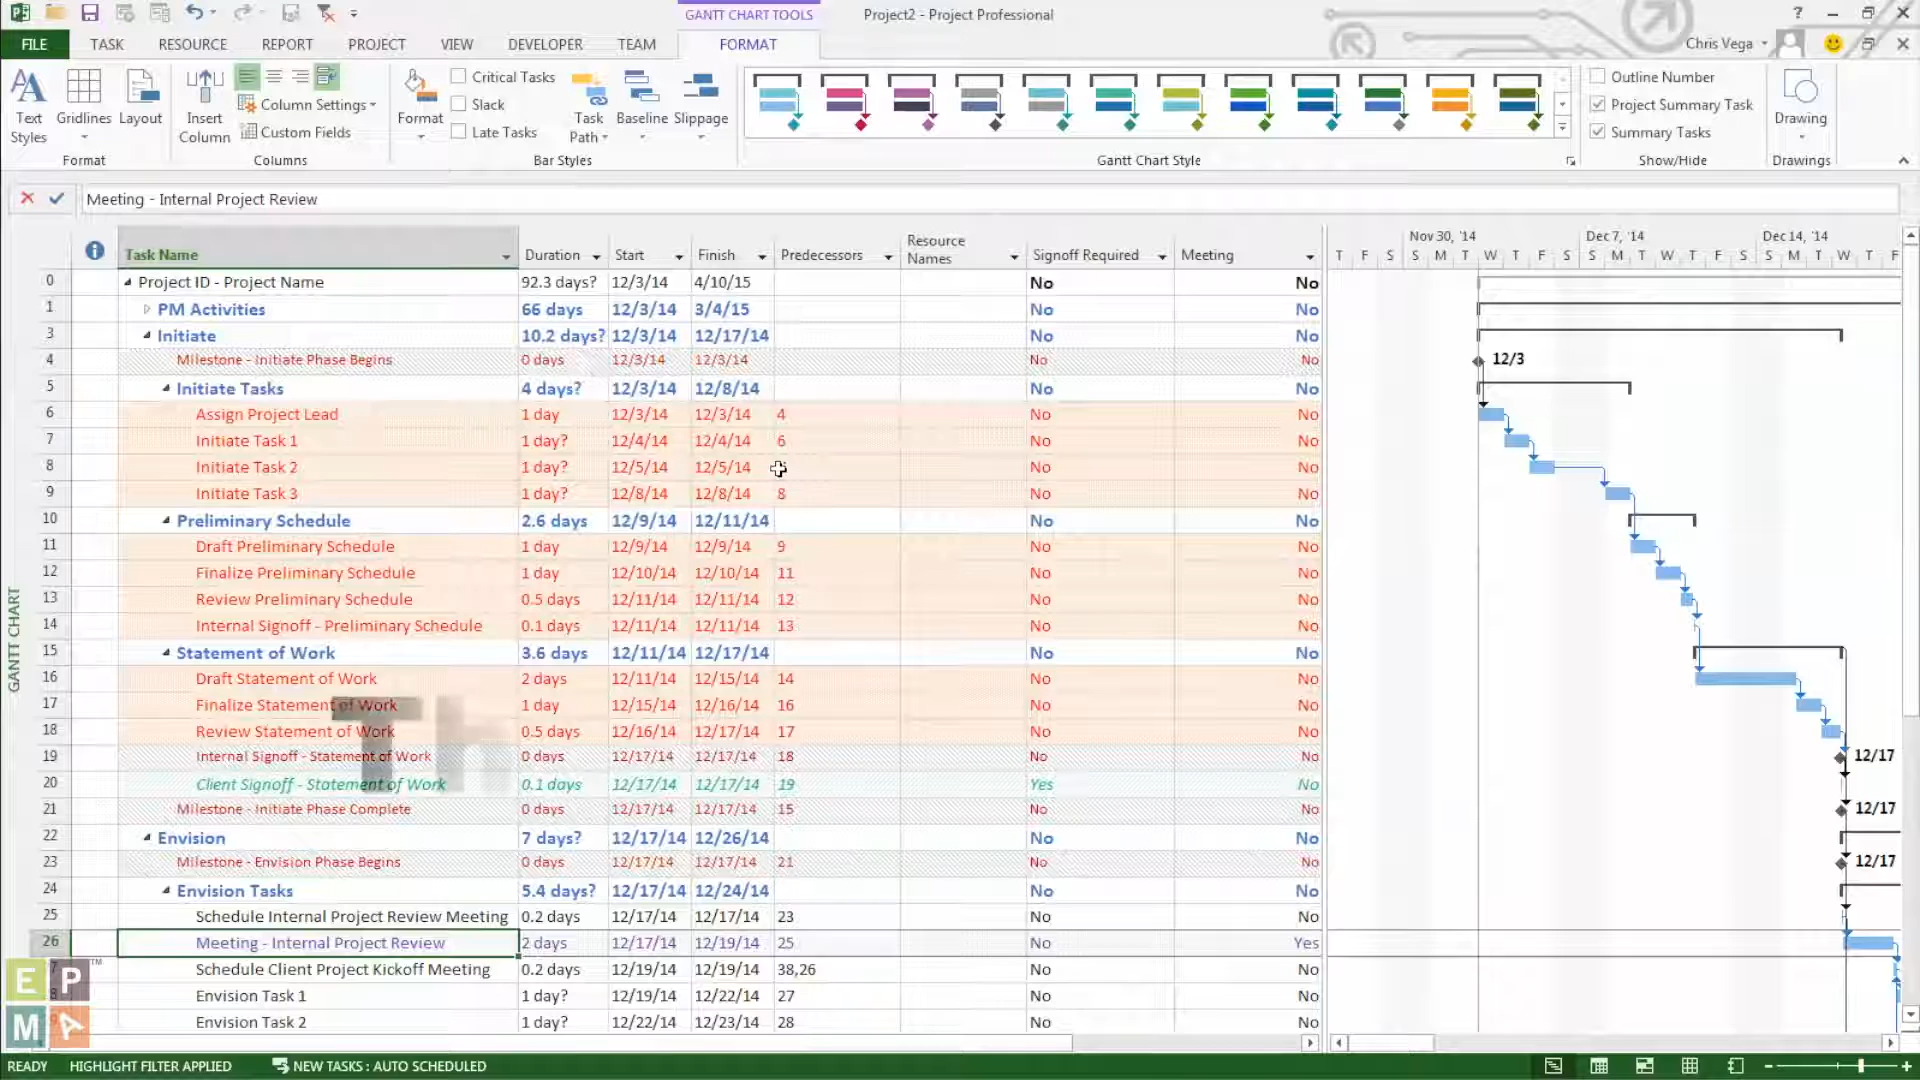 GANTT CHART TOOLS
Project2 - Project Professional
?
FILE TASK RESOURCE REPORT PROJECT VIEW DEVELOPER TEAM FORMAT
Chris Vega
Text Styles
Gridlines
Layout
Format
Insert Column
Column Settings
Custom Fields
Columns
Format
Critical Tasks
Slack
Late Tasks
Task Path
Baseline
Slippage
Bar Styles
Gantt Chart Style
Outline Number
Project Summary Task
Summary Tasks
Show/Hide
Drawing
Drawings
Meeting - Internal Project Review
Task Name Duration Start Finish Predecessors Resource Names Signoff Required Meeting
Nov 30, '14 Dec 7, '14 Dec 14, '14
T F S S M T W T F S S M T W T F S S M T W T F
0 Project ID - Project Name 92.3 days? 12/3/14 4/10/15 No No
1 PM Activities 66 days 12/3/14 3/4/15 No No
3 Initiate 10.2 days? 12/3/14 12/17/14 No No
4 Milestone - Initiate Phase Begins 0 days 12/3/14 12/3/14 No No 12/3
5 Initiate Tasks 4 days? 12/3/14 12/8/14 No No
6 Assign Project Lead 1 day 12/3/14 12/3/14 4 No No
7 Initiate Task 1 1 day? 12/4/14 12/4/14 6 No No
8 Initiate Task 2 1 day? 12/5/14 12/5/14 No No
9 Initiate Task 3 1 day? 12/8/14 12/8/14 8 No No
10 Preliminary Schedule 2.6 days 12/9/14 12/11/14 No No
11 Draft Preliminary Schedule 1 day 12/9/14 12/9/14 9 No No
12 Finalize Preliminary Schedule 1 day 12/10/14 12/10/14 11 No No
13 Review Preliminary Schedule 0.5 days 12/11/14 12/11/14 12 No No
14 Internal Signoff - Preliminary Schedule 0.1 days 12/11/14 12/11/14 13 No No
15 Statement of Work 3.6 days 12/11/14 12/17/14 No No
16 Draft Statement of Work 2 days 12/11/14 12/15/14 14 No No
17 Finalize Statement of Work 1 day 12/15/14 12/16/14 16 No No
18 Review Statement of Work 0.5 days 12/16/14 12/17/14 17 No No
Th
19 Internal Signoff - Statement of Work 0 days 12/17/14 12/17/14 18 No No 12/17
20 Client Signoff - Statement of Work 0.1 days 12/17/14 12/17/14 19 Yes No
21 Milestone - Initiate Phase Complete 0 days 12/17/14 12/17/14 15 No No 12/17
22 Envision 7 days? 12/17/14 12/26/14 No No
23 Milestone - Envision Phase Begins 0 days 12/17/14 12/17/14 21 No No 12/17
24 Envision Tasks 5.4 days? 12/17/14 12/24/14 No No
25 Schedule Internal Project Review Meeting 0.2 days 12/17/14 12/17/14 23 No No
26 Meeting - Internal Project Review 2 days 12/17/14 12/19/14 25 No Yes
Schedule Client Project Kickoff Meeting 0.2 days 12/19/14 12/19/14 38,26 No No
Envision Task 1 1 day? 12/19/14 12/22/14 27 No No
Envision Task 2 1 day? 12/22/14 12/23/14 28 No No
GANTT CHART
EP™
MA
READY HIGHLIGHT FILTER APPLIED NEW TASKS : AUTO SCHEDULED